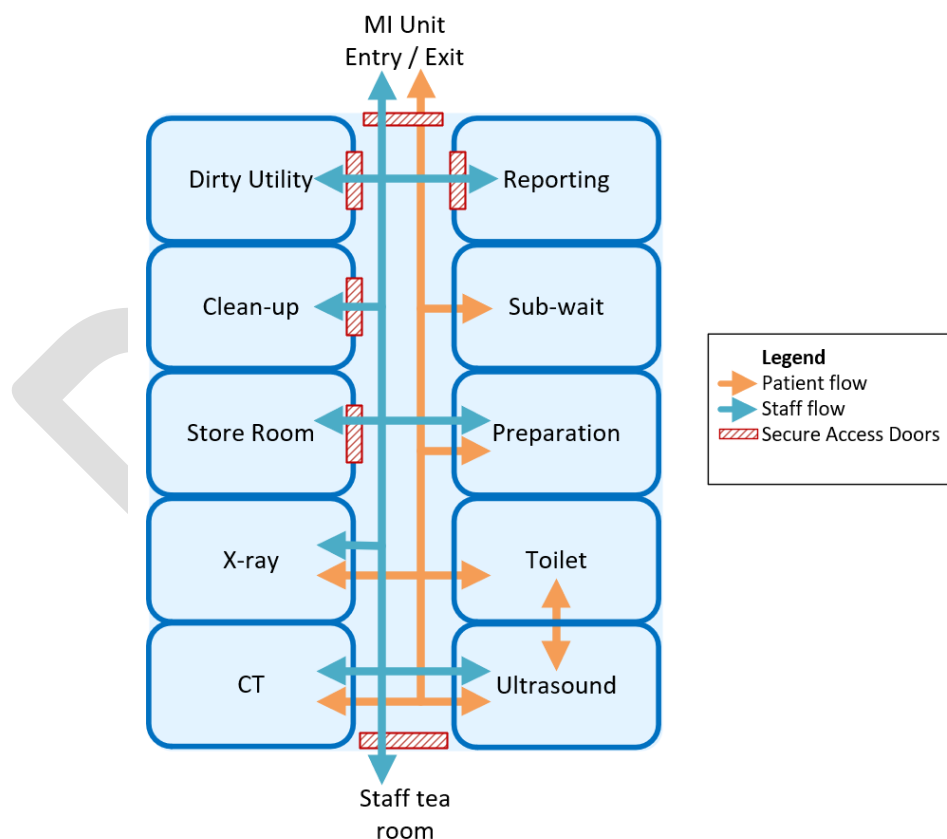 MI Unit
Entry / Exit
Dirty Utility
Reporting
Clean-up
Sub-wait
Store Room
Preparation
X-ray
Toilet
CT
Ultrasound
Staff tea
room
Legend
Patient flow
Staff flow
Secure Access Doors